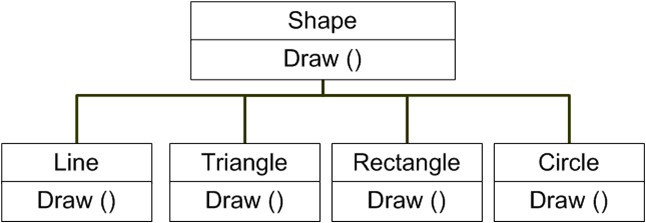 Shape
Draw ()
Line
Triangle
Rectangle
Circle
Draw ()
Draw ()
Draw ()
Draw ()